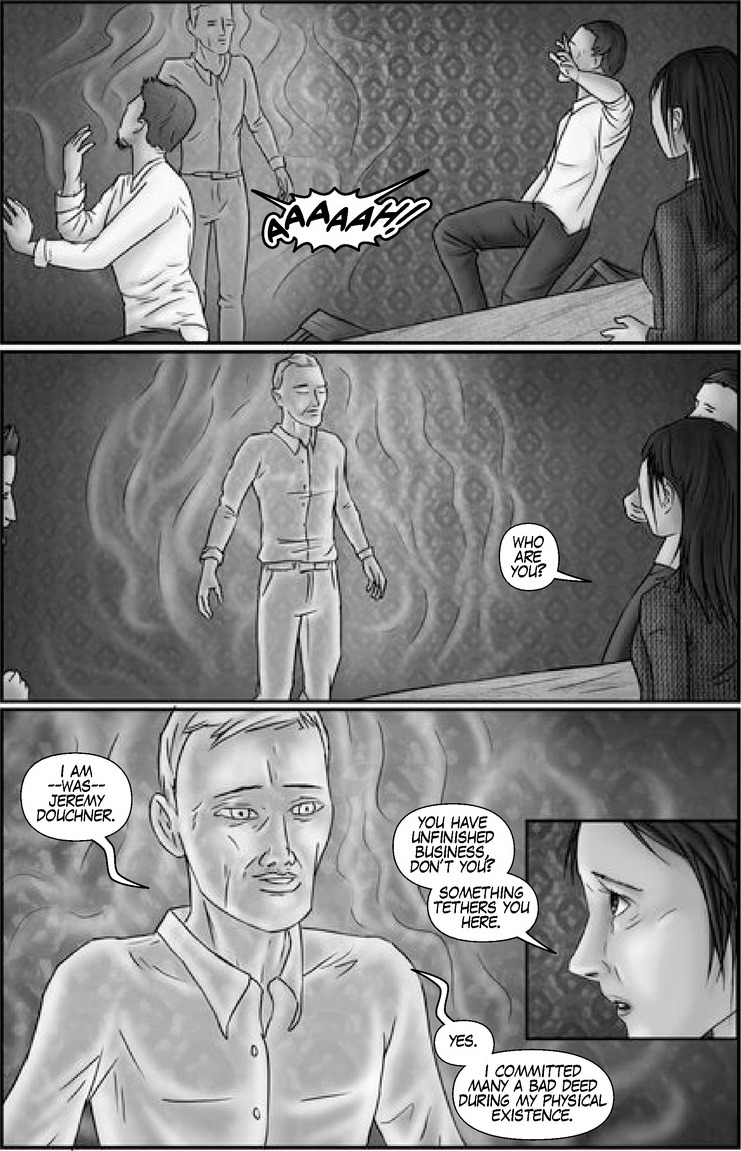 AAAAAAH!!
WHO
ARE
YOU?
I AM
--WAS--
JEREMY
DOUCHNER.
YOU HAVE
UNFINISHED
BUSINESS,
DON'T YOU?
SOMETHING
TETHERS YOU
HERE.
YES.
I COMMITTED
MANY A BAD DEED
DURING MY PHYSICAL
EXISTENCE.